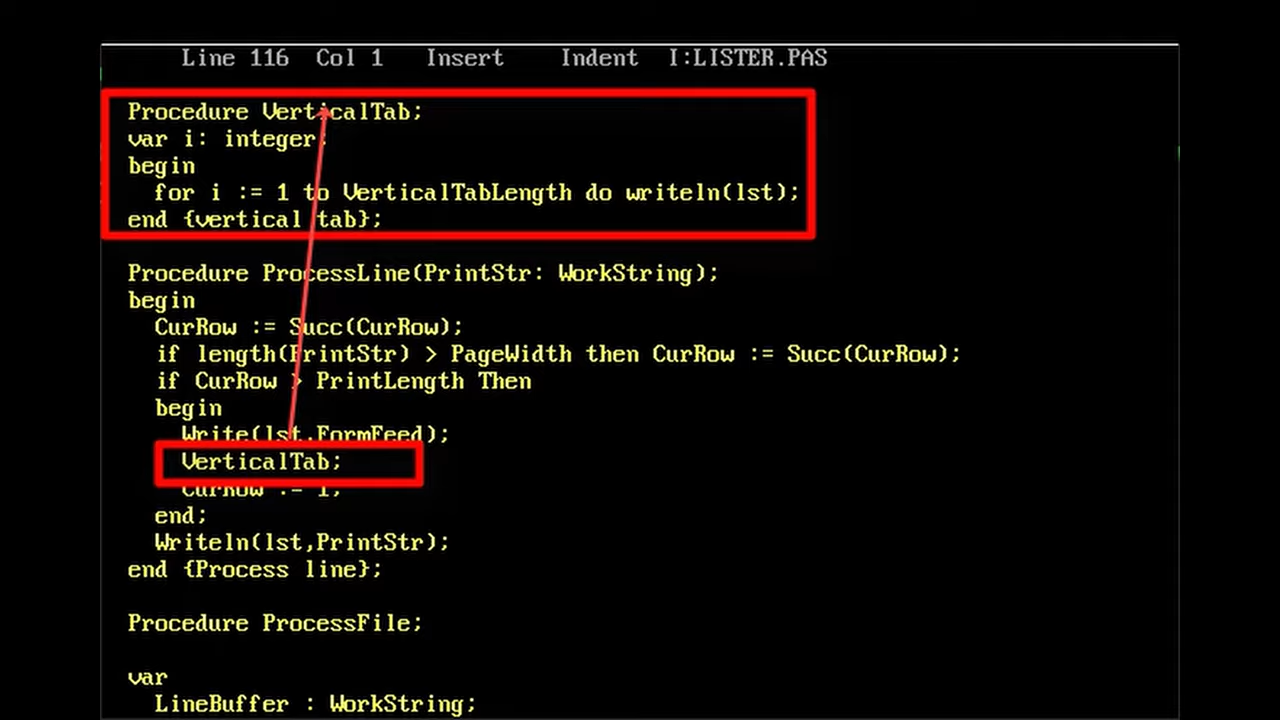 Line 116 Col 1 Insert Indent I:LISTER.PAS
Procedure VerticalTab;
var i: integer;
begin
for i := 1 to VerticalTabLength do writeln(lst);
end {vertical tab};
Procedure ProcessLine(PrintStr: WorkString);
begin
CurRow := Succ(CurRow);
if length(PrintStr) > PageWidth then CurRow := Succ(CurRow);
if CurRow > PrintLength Then
begin
Write(lst,FormFeed);
VerticalTab;
CurRow := 1;
end;
Writeln(lst,PrintStr);
end {Process line};
Procedure ProcessFile;
var
LineBuffer : WorkString;